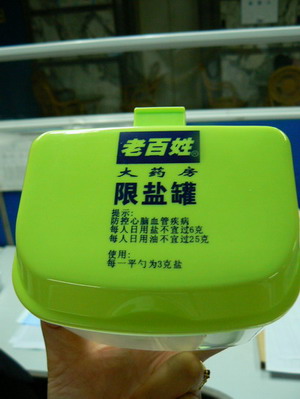 老百姓
大药房
限盐罐
提示:
防控心脑血管疾病
每人日用盐不宜过6克
每人日用油不宜过25克
使用:
每一平勺为3克盐